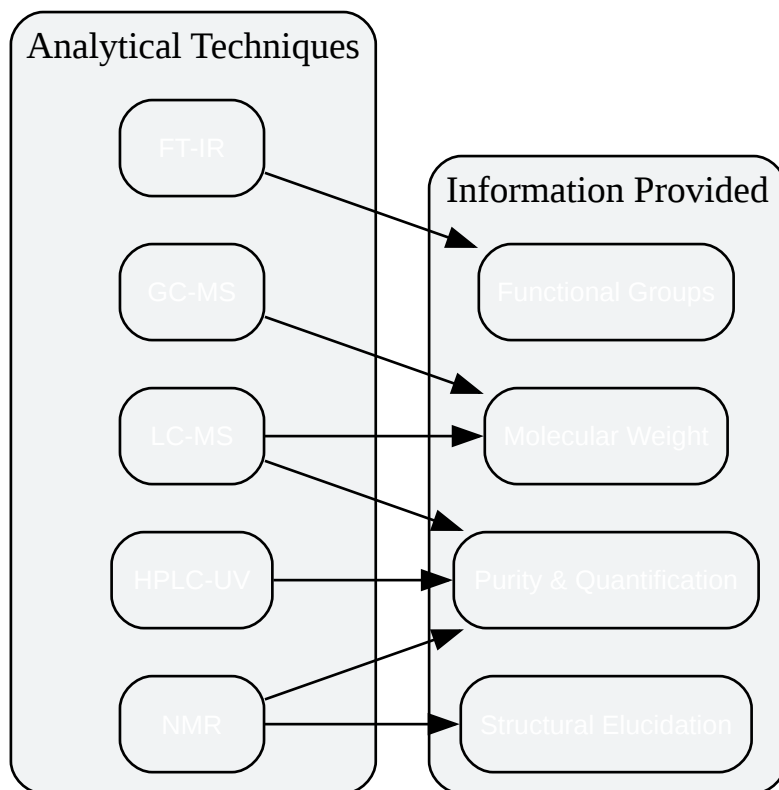 Analytical Techniques
FT-IR
GC-MS
LC-MS
HPLC-UV
NMR
Information Provided
Functional Groups
Molecular Weight
Purity & Quantification
Structural Elucidation